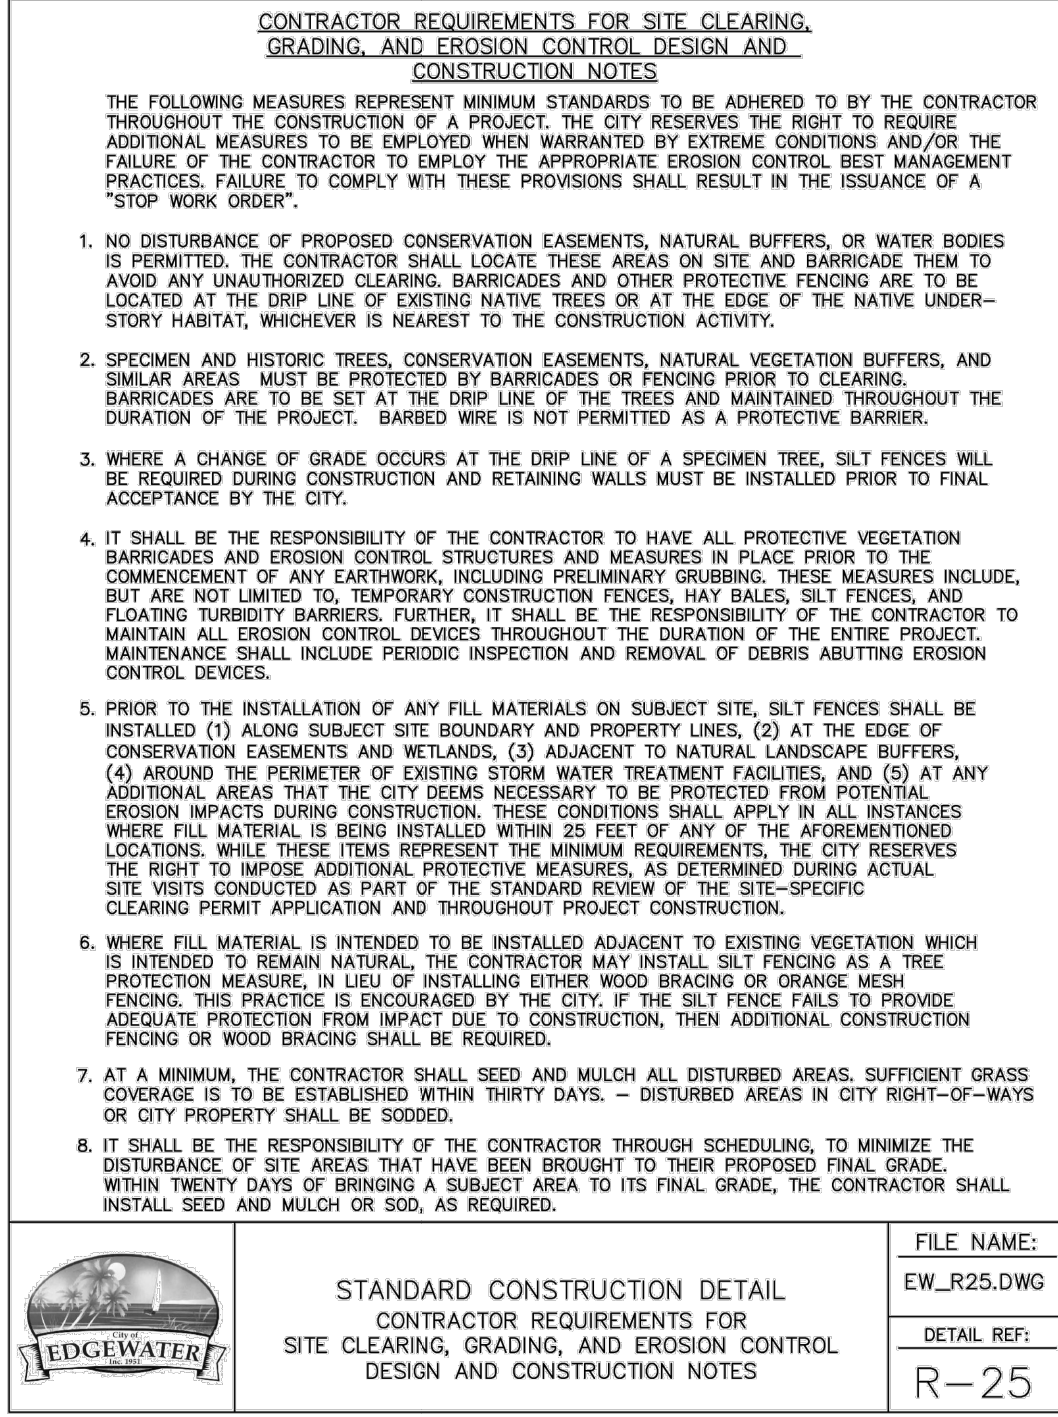 CONTRACTOR REQUIREMENTS FOR SITE CLEARING,
GRADING, AND EROSION CONTROL DESIGN AND
CONSTRUCTION NOTES
THE FOLLOWING MEASURES REPRESENT MINIMUM STANDARDS TO BE ADHERED TO BY THE CONTRACTOR
THROUGHOUT THE CONSTRUCTION OF A PROJECT. THE CITY RESERVES THE RIGHT TO REQUIRE
ADDITIONAL MEASURES TO BE EMPLOYED WHEN WARRANTED BY EXTREME CONDITIONS AND/OR THE
FAILURE OF THE CONTRACTOR TO EMPLOY THE APPROPRIATE EROSION CONTROL BEST MANAGEMENT
PRACTICES. FAILURE TO COMPLY WITH THESE PROVISIONS SHALL RESULT IN THE ISSUANCE OF A
"STOP WORK ORDER".
1. NO DISTURBANCE OF PROPOSED CONSERVATION EASEMENTS, NATURAL BUFFERS, OR WATER BODIES
IS PERMITTED. THE CONTRACTOR SHALL LOCATE THESE AREAS ON SITE AND BARRICADE THEM TO
AVOID ANY UNAUTHORIZED CLEARING. BARRICADES AND OTHER PROTECTIVE FENCING ARE TO BE
LOCATED AT THE DRIP LINE OF EXISTING NATIVE TREES OR AT THE EDGE OF THE NATIVE UNDER-
STORY HABITAT, WHICHEVER IS NEAREST TO THE CONSTRUCTION ACTIVITY.
2. SPECIMEN AND HISTORIC TREES, CONSERVATION EASEMENTS, NATURAL VEGETATION BUFFERS, AND
SIMILAR AREAS MUST BE PROTECTED BY BARRICADES OR FENCING PRIOR TO CLEARING.
BARRICADES ARE TO BE SET AT THE DRIP LINE OF THE TREES AND MAINTAINED THROUGHOUT THE
DURATION OF THE PROJECT. BARBED WIRE IS NOT PERMITTED AS A PROTECTIVE BARRIER.
3. WHERE A CHANGE OF GRADE OCCURS AT THE DRIP LINE OF A SPECIMEN TREE, SILT FENCES WILL
BE REQUIRED DURING CONSTRUCTION AND RETAINING WALLS MUST BE INSTALLED PRIOR TO FINAL
ACCEPTANCE BY THE CITY.
4. IT SHALL BE THE RESPONSIBILITY OF THE CONTRACTOR TO HAVE ALL PROTECTIVE VEGETATION
BARRICADES AND EROSION CONTROL STRUCTURES AND MEASURES IN PLACE PRIOR TO THE
COMMENCEMENT OF ANY EARTHWORK, INCLUDING PRELIMINARY GRUBBING. THESE MEASURES INCLUDE,
BUT ARE NOT LIMITED TO, TEMPORARY CONSTRUCTION FENCES, HAY BALES, SILT FENCES, AND
FLOATING TURBIDITY BARRIERS. FURTHER, IT SHALL BE THE RESPONSIBILITY OF THE CONTRACTOR TO
MAINTAIN ALL EROSION CONTROL DEVICES THROUGHOUT THE DURATION OF THE ENTIRE PROJECT.
MAINTENANCE SHALL INCLUDE PERIODIC INSPECTION AND REMOVAL OF DEBRIS ABUTTING EROSION
CONTROL DEVICES.
5. PRIOR TO THE INSTALLATION OF ANY FILL MATERIALS ON SUBJECT SITE, SILT FENCES SHALL BE
INSTALLED (1) ALONG SUBJECT SITE BOUNDARY AND PROPERTY LINES, (2) AT THE EDGE OF
CONSERVATION EASEMENTS AND WETLANDS, (3) ADJACENT TO NATURAL LANDSCAPE BUFFERS,
(4) AROUND THE PERIMETER OF EXISTING STORM WATER TREATMENT FACILITIES, AND (5) AT ANY
ADDITIONAL AREAS THAT THE CITY DEEMS NECESSARY TO BE PROTECTED FROM POTENTIAL
EROSION IMPACTS DURING CONSTRUCTION. THESE CONDITIONS SHALL APPLY IN ALL INSTANCES
WHERE FILL MATERIAL IS BEING INSTALLED WITHIN 25 FEET OF ANY OF THE AFOREMENTIONED
LOCATIONS. WHILE THESE ITEMS REPRESENT THE MINIMUM REQUIREMENTS, THE CITY RESERVES
THE RIGHT TO IMPOSE ADDITIONAL PROTECTIVE MEASURES, AS DETERMINED DURING ACTUAL
SITE VISITS CONDUCTED AS PART OF THE STANDARD REVIEW OF THE SITE-SPECIFIC
CLEARING PERMIT APPLICATION AND THROUGHOUT PROJECT CONSTRUCTION.
6. WHERE FILL MATERIAL IS INTENDED TO BE INSTALLED ADJACENT TO EXISTING VEGETATION WHICH
IS INTENDED TO REMAIN NATURAL, THE CONTRACTOR MAY INSTALL SILT FENCING AS A TREE
PROTECTION MEASURE, IN LIEU OF INSTALLING EITHER WOOD BRACING OR ORANGE MESH
FENCING. THIS PRACTICE IS ENCOURAGED BY THE CITY. IF THE SILT FENCE FAILS TO PROVIDE
ADEQUATE PROTECTION FROM IMPACT DUE TO CONSTRUCTION, THEN ADDITIONAL CONSTRUCTION
FENCING OR WOOD BRACING SHALL BE REQUIRED.
7. AT A MINIMUM, THE CONTRACTOR SHALL SEED AND MULCH ALL DISTURBED AREAS. SUFFICIENT GRASS
COVERAGE IS TO BE ESTABLISHED WITHIN THIRTY DAYS. - DISTURBED AREAS IN CITY RIGHT-OF-WAYS
OR CITY PROPERTY SHALL BE SODDED.
8. IT SHALL BE THE RESPONSIBILITY OF THE CONTRACTOR THROUGH SCHEDULING, TO MINIMIZE THE
DISTURBANCE OF SITE AREAS THAT HAVE BEEN BROUGHT TO THEIR PROPOSED FINAL GRADE.
WITHIN TWENTY DAYS OF BRINGING A SUBJECT AREA TO ITS FINAL GRADE, THE CONTRACTOR SHALL
INSTALL SEED AND MULCH OR SOD, AS REQUIRED.
City of
EDGEWATER
Inc. 1951
STANDARD CONSTRUCTION DETAIL
CONTRACTOR REQUIREMENTS FOR
SITE CLEARING, GRADING, AND EROSION CONTROL
DESIGN AND CONSTRUCTION NOTES
FILE NAME:
EW_R25.DWG
DETAIL REF:
R-25